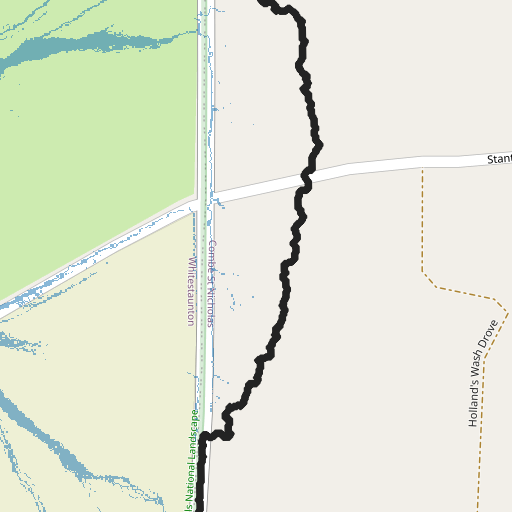 Stant
Combe St Nicholas
Whitestaunton
Holland's Wash Drove
ls National Landscape